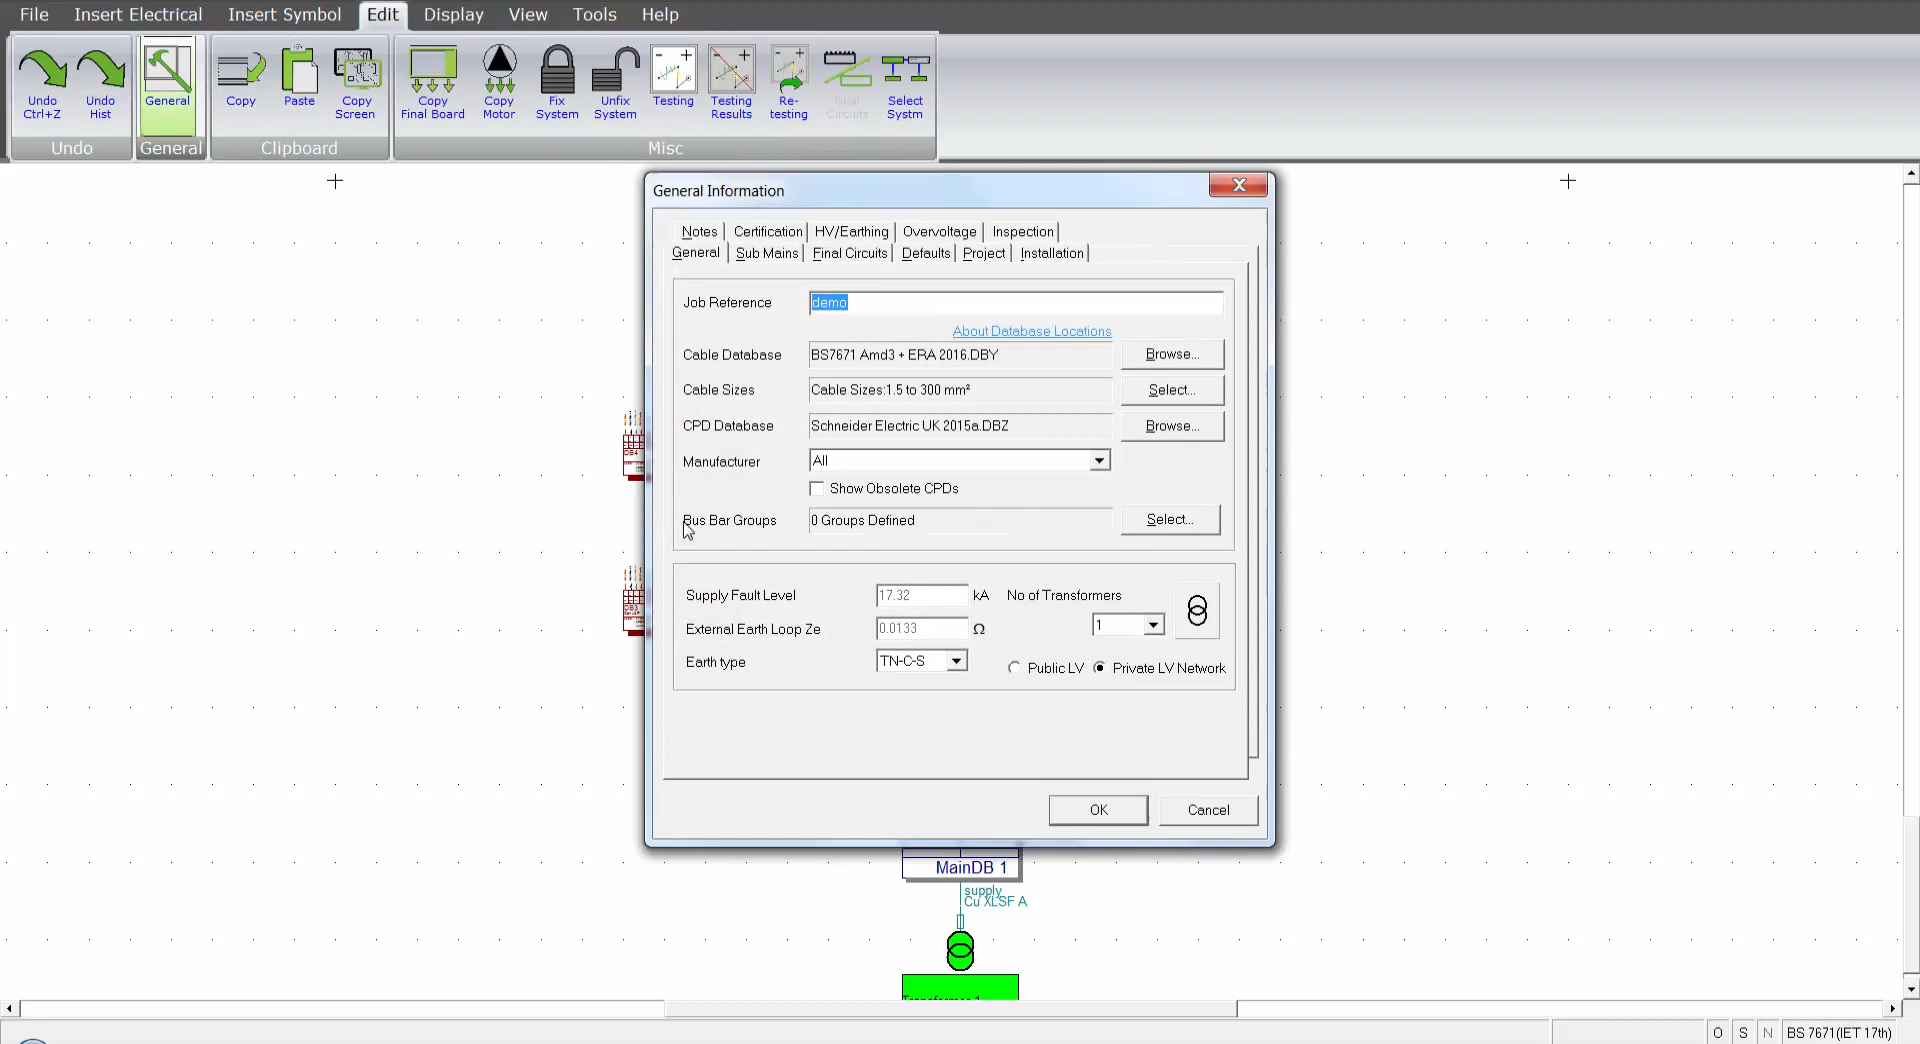 File Insert Electrical Insert Symbol Edit Display View Tools Help
Undo Ctrl+Z
Undo Hist
General
Copy
Paste
Copy Screen
Copy Final Board
Copy Motor
Fix System
Unfix System
Testing
Testing Results
Re-testing
Final Circuits
Select Systm
Undo General Clipboard Misc
General Information
Notes Certification HV/Earthing Overvoltage Inspection
General Sub Mains Final Circuits Defaults Project Installation
Job Reference demo
About Database Locations
Cable Database BS7671 Amd3 + ERA 2016.DBY Browse...
Cable Sizes Cable Sizes:1.5 to 300 mm² Select...
CPD Database Schneider Electric UK 2015a.DBZ Browse...
Manufacturer All
Show Obsolete CPDs
Bus Bar Groups 0 Groups Defined Select...
Supply Fault Level 17.32 kA No of Transformers
1
External Earth Loop Ze 0.0133 Ω
Earth type TN-C-S Public LV Private LV Network
OK Cancel
DB4
DB3
MainDB 1
supply
Cu XLSF A
O S N BS 7671(IET 17th)